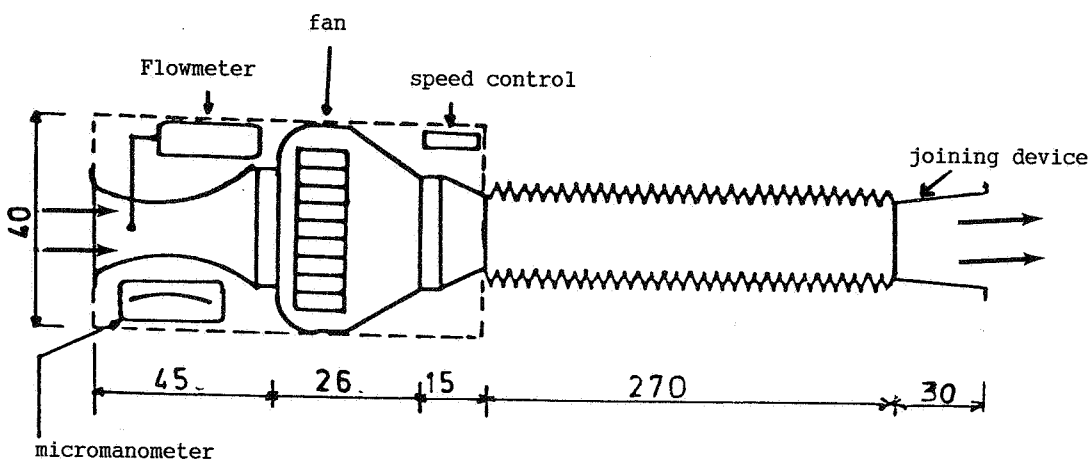 fan
Flowmeter
speed control
joining device
40
45.
26.
15
270
30
micromanometer